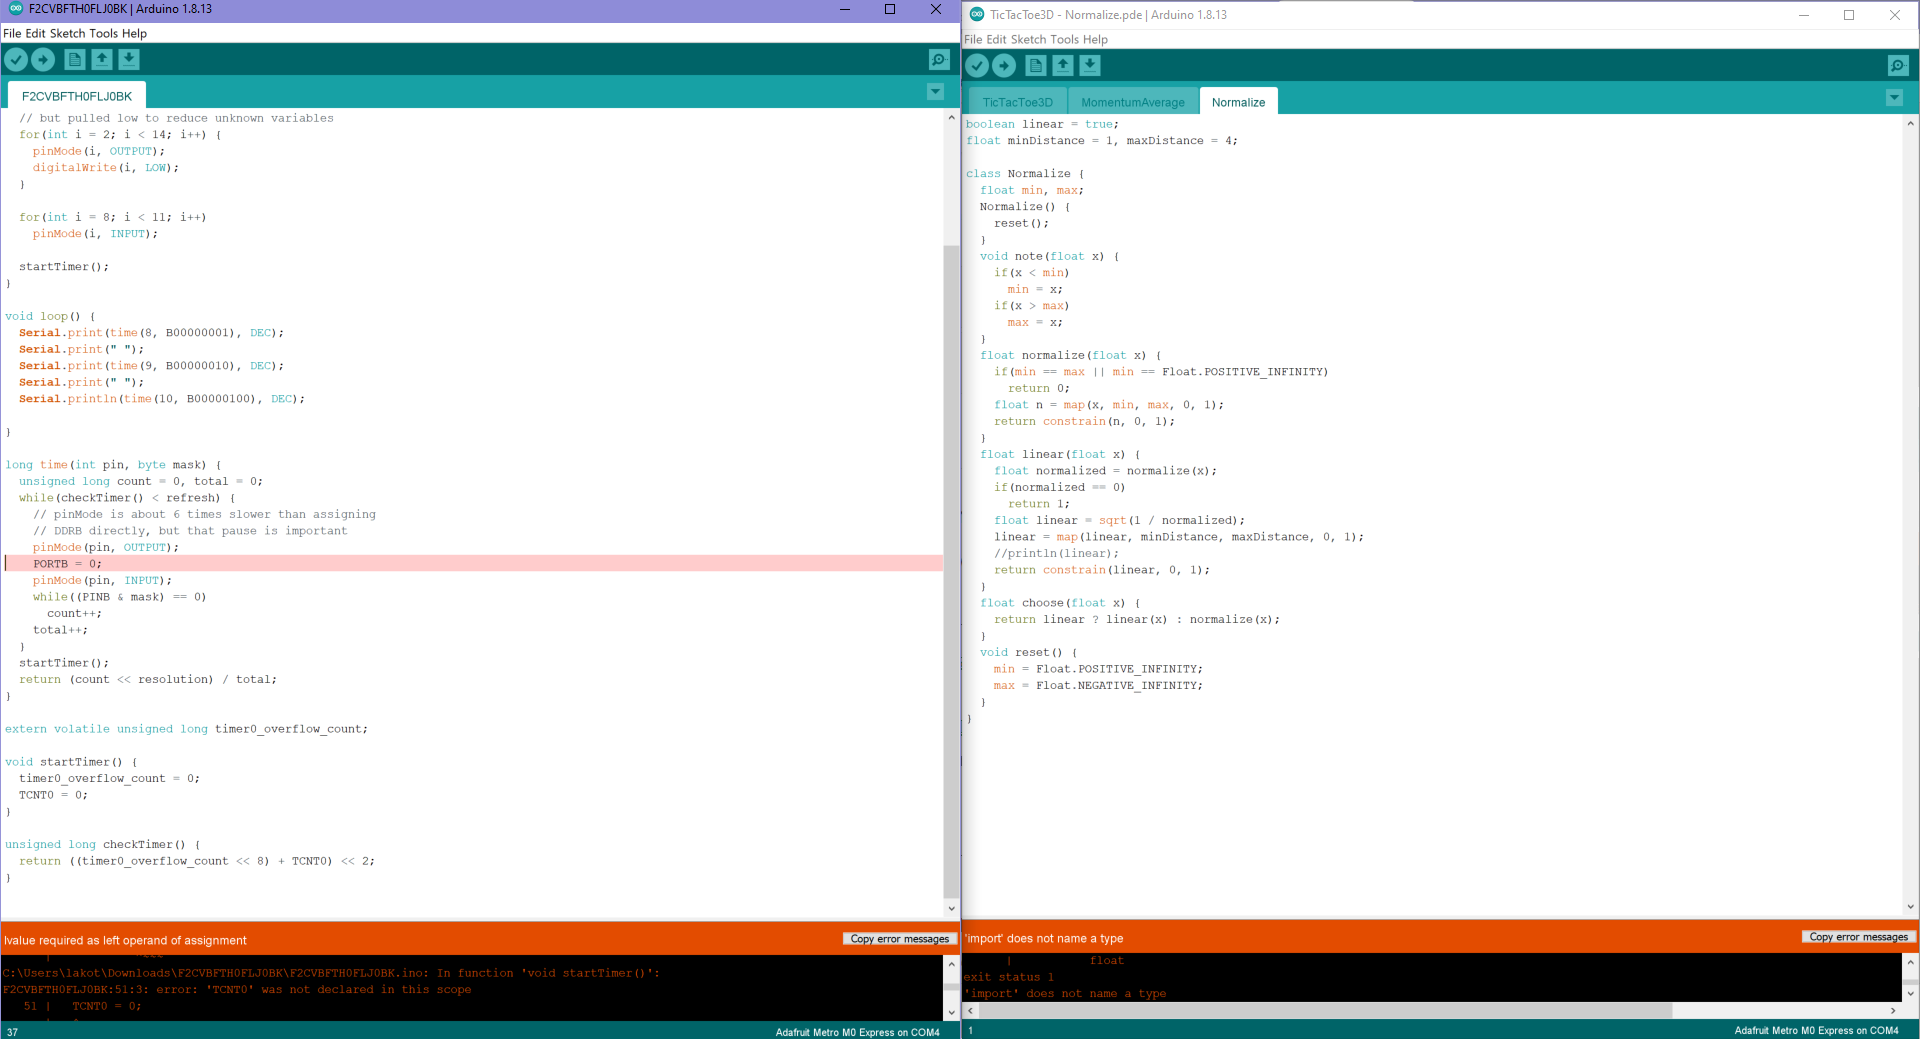 F2CVBFTH0FLJ0BK | Arduino 1.8.13
File Edit Sketch Tools Help
F2CVBFTH0FLJ0BK
  // but pulled low to reduce unknown variables
  for(int i = 2; i < 14; i++) {
    pinMode(i, OUTPUT);
    digitalWrite(i, LOW);
  }
  for(int i = 8; i < 11; i++)
    pinMode(i, INPUT);
  startTimer();
}
void loop() {
  Serial.print(time(8, B00000001), DEC);
  Serial.print(" ");
  Serial.print(time(9, B00000010), DEC);
  Serial.print(" ");
  Serial.println(time(10, B00000100), DEC);
}
long time(int pin, byte mask) {
  unsigned long count = 0, total = 0;
  while(checkTimer() < refresh) {
    // pinMode is about 6 times slower than assigning
    // DDRB directly, but that pause is important
    pinMode(pin, OUTPUT);
    PORTB = 0;
    pinMode(pin, INPUT);
    while((PINB & mask) == 0)
      count++;
    total++;
  }
  startTimer();
  return (count << resolution) / total;
}
extern volatile unsigned long timer0_overflow_count;
void startTimer() {
  timer0_overflow_count = 0;
  TCNT0 = 0;
}
unsigned long checkTimer() {
  return ((timer0_overflow_count << 8) + TCNT0) << 2;
}
lvalue required as left operand of assignment
Copy error messages
C:\Users\lakot\Downloads\F2CVBFTH0FLJ0BK\F2CVBFTH0FLJ0BK.ino: In function 'void startTimer()':
F2CVBFTH0FLJ0BK:51:3: error: 'TCNT0' was not declared in this scope
   51 |   TCNT0 = 0;
37
Adafruit Metro M0 Express on COM4
TicTacToe3D - Normalize.pde | Arduino 1.8.13
File Edit Sketch Tools Help
TicTacToe3D MomentumAverage Normalize
boolean linear = true;
float minDistance = 1, maxDistance = 4;
class Normalize {
  float min, max;
  Normalize() {
    reset();
  }
  void note(float x) {
    if(x < min)
      min = x;
    if(x > max)
      max = x;
  }
  float normalize(float x) {
    if(min == max || min == Float.POSITIVE_INFINITY)
      return 0;
    float n = map(x, min, max, 0, 1);
    return constrain(n, 0, 1);
  }
  float linear(float x) {
    float normalized = normalize(x);
    if(normalized == 0)
      return 1;
    float linear = sqrt(1 / normalized);
    linear = map(linear, minDistance, maxDistance, 0, 1);
    //println(linear);
    return constrain(linear, 0, 1);
  }
  float choose(float x) {
    return linear ? linear(x) : normalize(x);
  }
  void reset() {
    min = Float.POSITIVE_INFINITY;
    max = Float.NEGATIVE_INFINITY;
  }
}
'import' does not name a type
Copy error messages
      |           float
exit status 1
'import' does not name a type
1
Adafruit Metro M0 Express on COM4